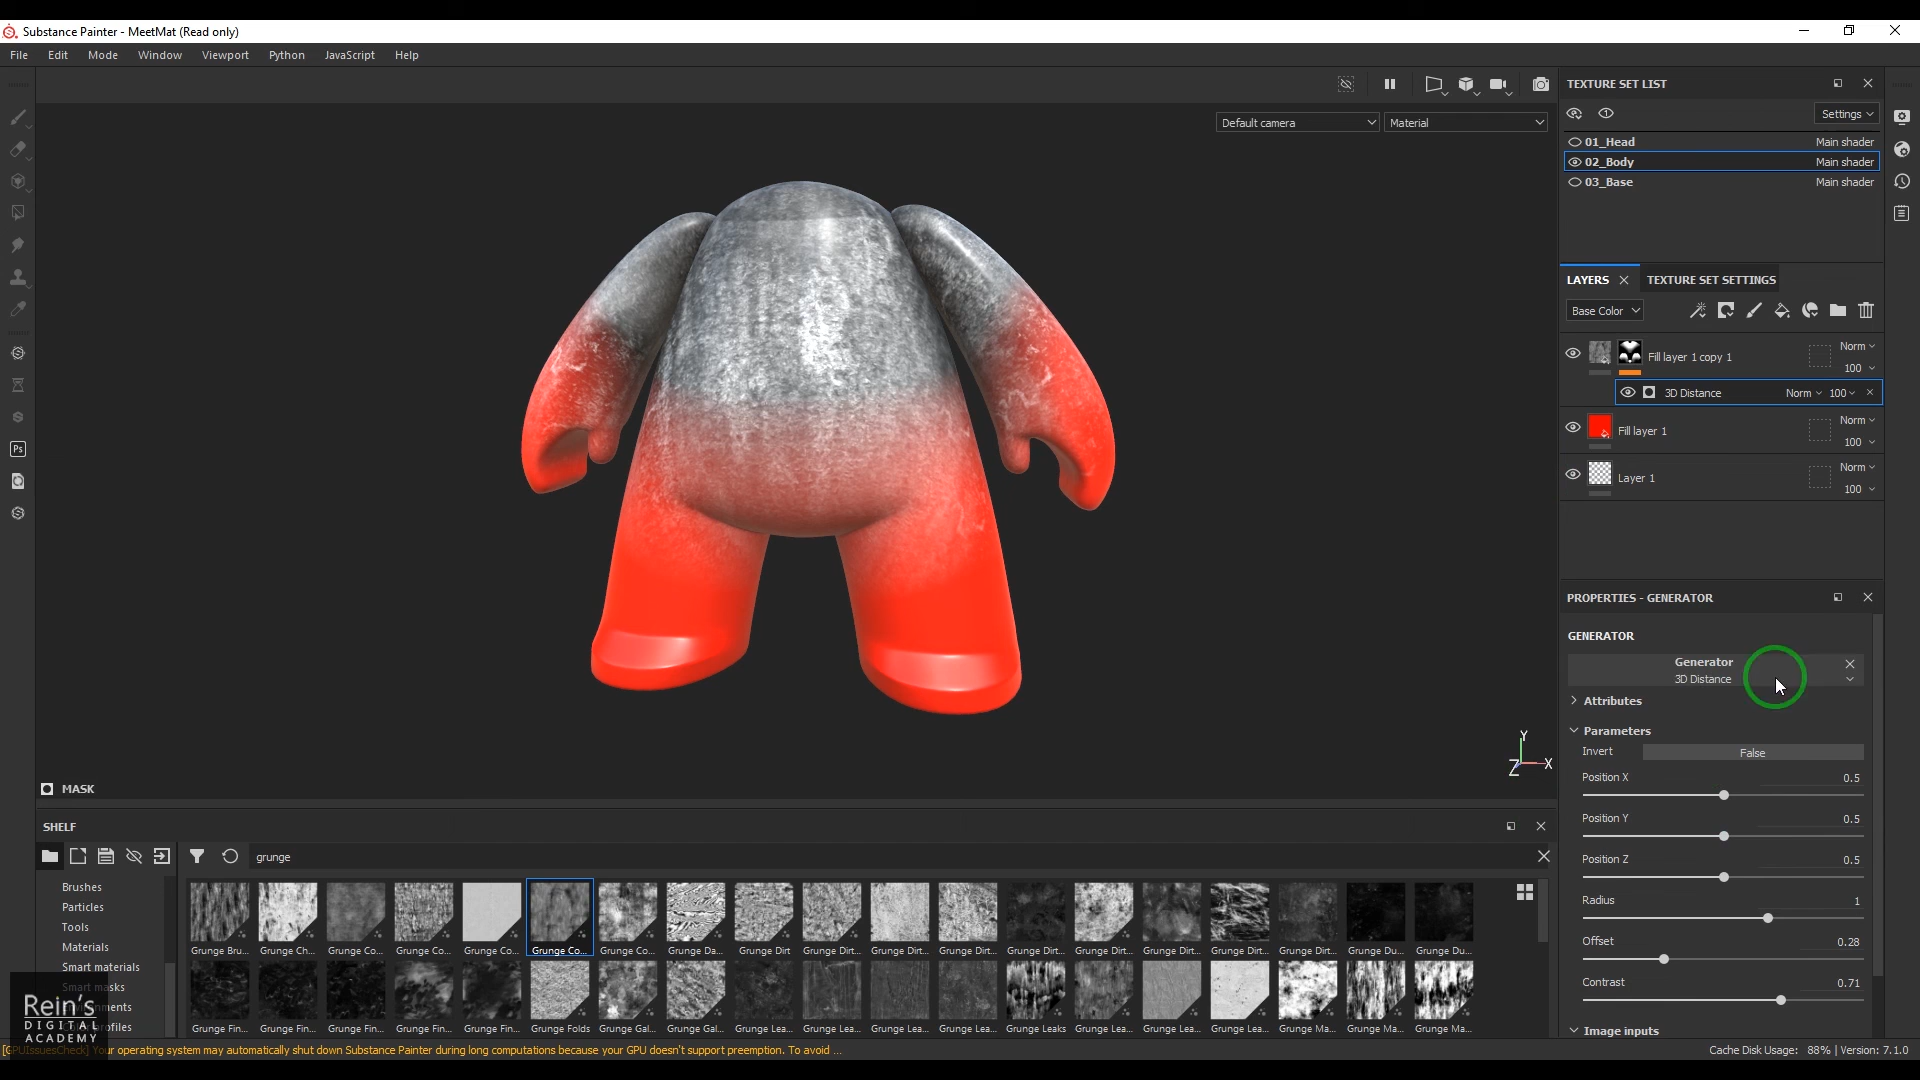 Substance Painter - MeetMat (Read only)
File Edit Mode Window Viewport Python JavaScript Help
Default camera Material
TEXTURE SET LIST
Settings
01_Head Main shader
02_Body Main shader
03_Base Main shader
LAYERS TEXTURE SET SETTINGS
Base Color
Norm
Fill layer 1 copy 1
100
3D Distance Norm 100
Norm
Fill layer 1
100
Norm
Layer 1
100
PROPERTIES - GENERATOR
GENERATOR
Generator
3D Distance
Attributes
Parameters
Invert False
Position X 0.5
Position Y 0.5
Position Z 0.5
Radius 1
Offset 0.28
Contrast 0.71
Image inputs
Ps
Y
Z X
MASK
SHELF
grunge
Brushes
Particles
Tools
Materials
Smart materials
Smart masks
Grunge Bru... Grunge Ch... Grunge Co... Grunge Co... Grunge Co... Grunge Co... Grunge Co... Grunge Da... Grunge Dirt Grunge Dirt... Grunge Dirt... Grunge Dirt... Grunge Dirt... Grunge Dirt... Grunge Dirt... Grunge Dirt... Grunge Dirt... Grunge Du... Grunge Du...
Grunge Fin... Grunge Fin... Grunge Fin... Grunge Fin... Grunge Fin... Grunge Folds Grunge Gal... Grunge Gal... Grunge Lea... Grunge Lea... Grunge Lea... Grunge Lea... Grunge Leaks Grunge Lea... Grunge Lea... Grunge Lea... Grunge Ma... Grunge Ma... Grunge Ma...
Rein's
DIGITAL
ACADEMY
[GPUIssuesCheck] Your operating system may automatically shut down Substance Painter during long computations because your GPU doesn't support preemption. To avoid ...
Cache Disk Usage: 88% | Version: 7.1.0